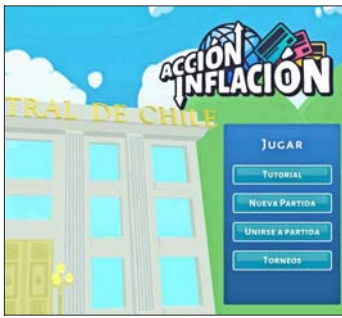 ACCIÓN
INFLACIÓN
TRAL DE CHILE
JUGAR
TUTORIAL
NUEVA PARTIDA
UNIRSE A PARTIDA
TORNEOS